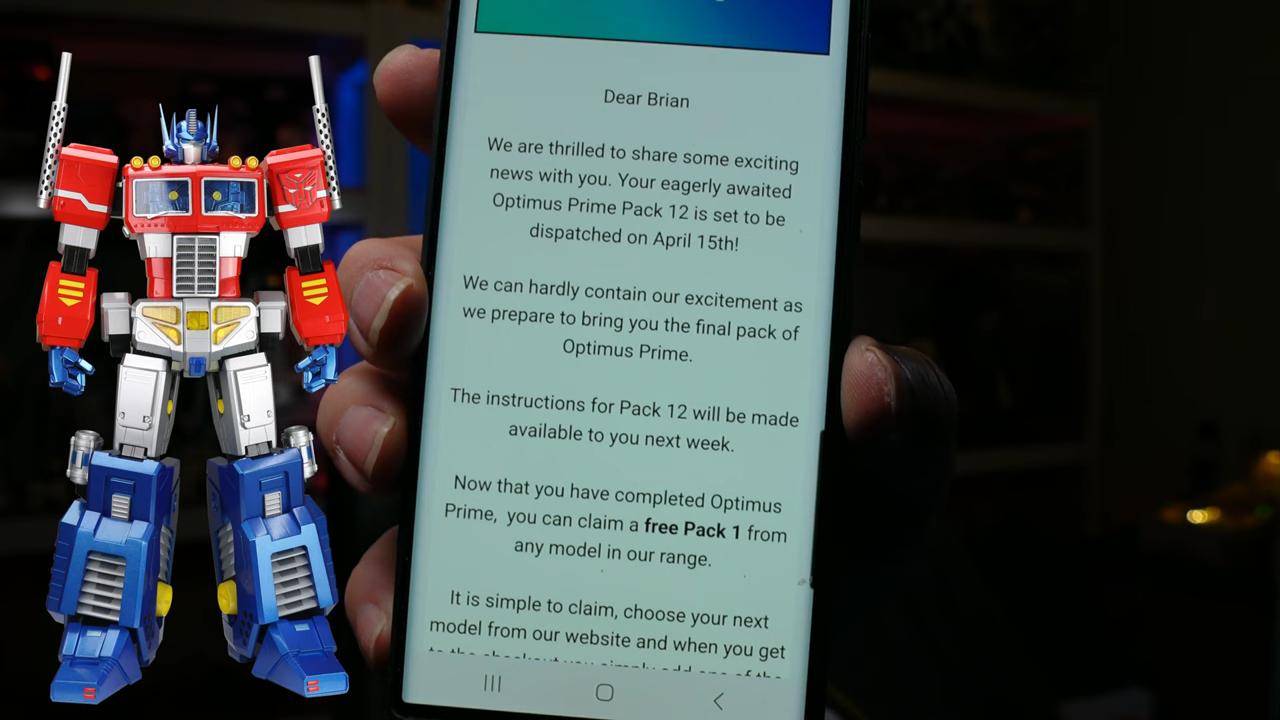 Dear Brian
We are thrilled to share some exciting
news with you. Your eagerly awaited
Optimus Prime Pack 12 is set to be
dispatched on April 15th!
We can hardly contain our excitement as
we prepare to bring you the final pack of
Optimus Prime.
The instructions for Pack 12 will be made
available to you next week.
Now that you have completed Optimus
Prime, you can claim a free Pack 1 from
any model in our range.
It is simple to claim, choose your next
model from our website and when you get